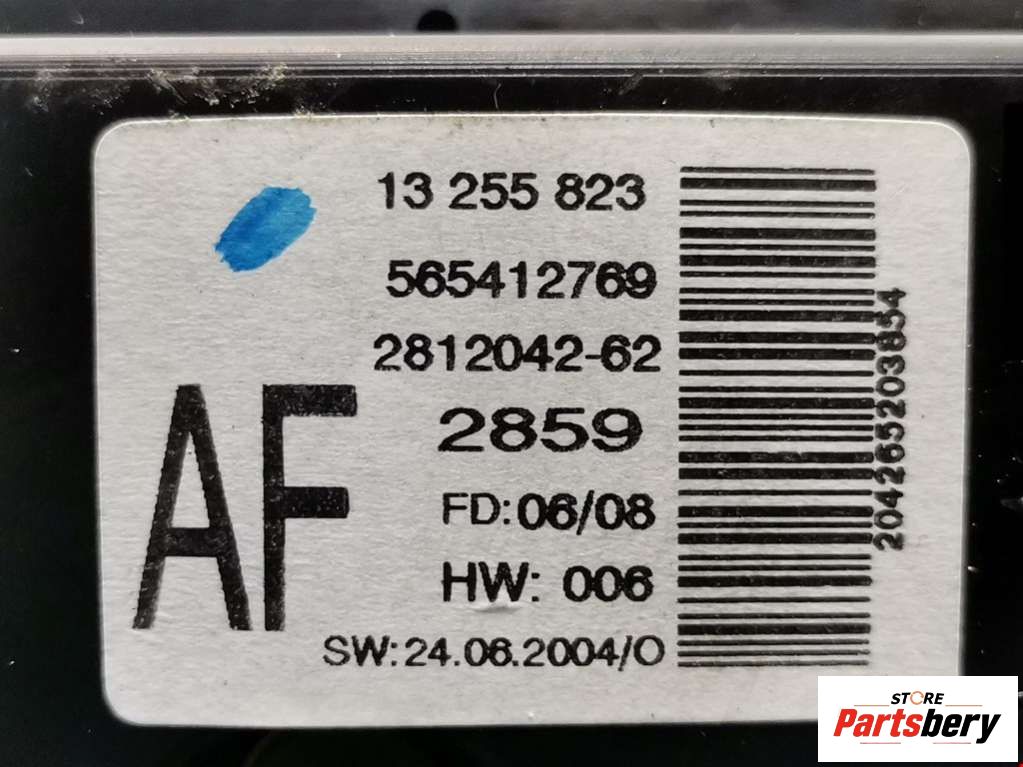 13 255 823
565412769
2812042-62
2859
AF
FD: 06/08
HW: 006
SW: 24.06.2004/O
204265203854
STORE
Partsbery